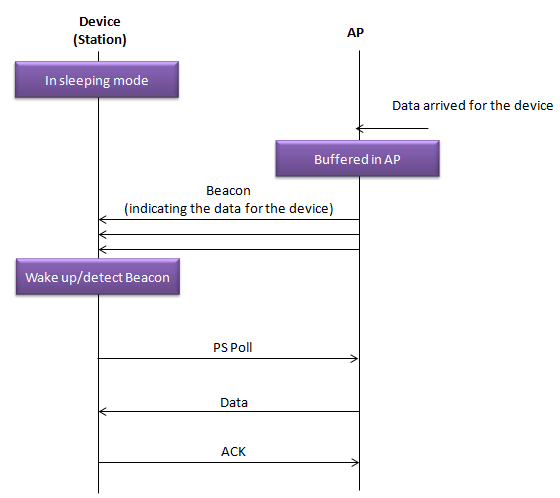 Device
(Station)
AP
In sleeping mode
Data arrived for the device
Buffered in AP
Beacon
(indicating the data for the device)
Wake up/detect Beacon
PS Poll
Data
ACK